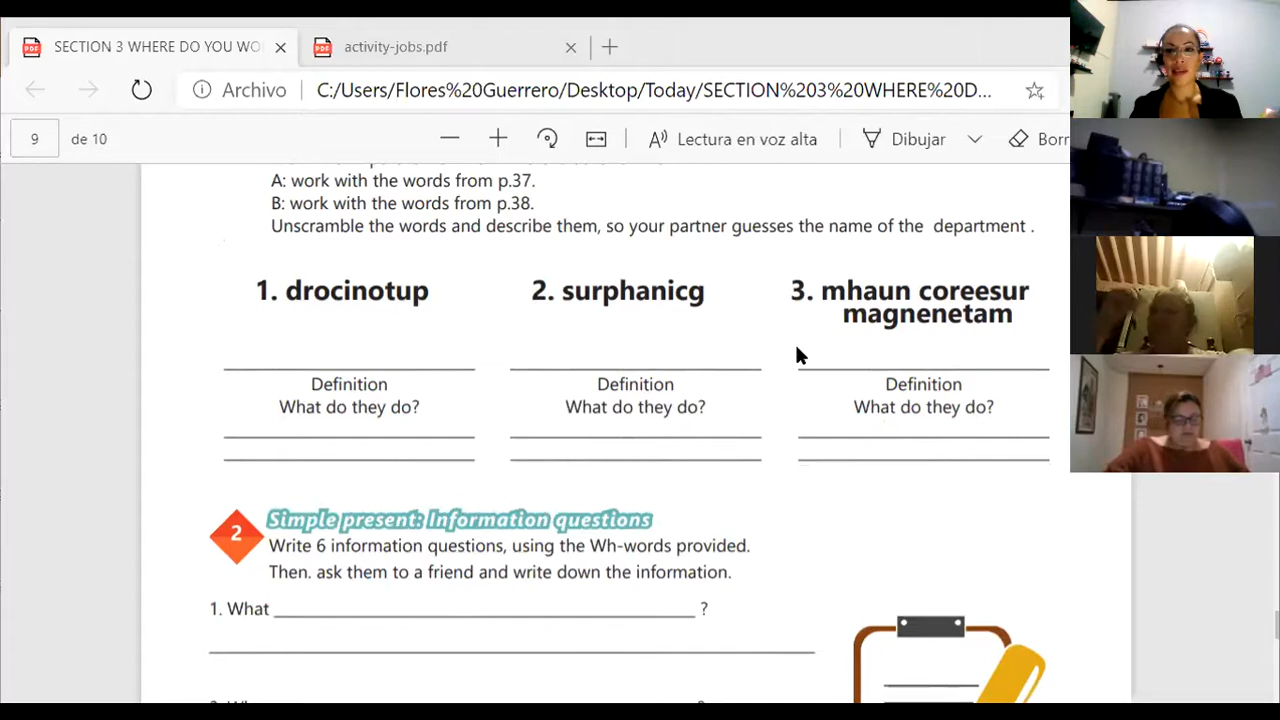 SECTION 3 WHERE DO YOU WO
activity-jobs.pdf
Archivo
C:/Users/Flores%20Guerrero/Desktop/Today/SECTION%203%20WHERE%20D...
9 de 10
Lectura en voz alta
Dibujar
Borr
A: work with the words from p.37.
B: work with the words from p.38.
Unscramble the words and describe them, so your partner guesses the name of the department .
1. drocinotup
2. surphanicg
3. mhaun coreesur
magnenetam
Definition
What do they do?
Definition
What do they do?
Definition
What do they do?
2
Simple present: Information questions
Write 6 information questions, using the Wh-words provided.
Then. ask them to a friend and write down the information.
1. What ?